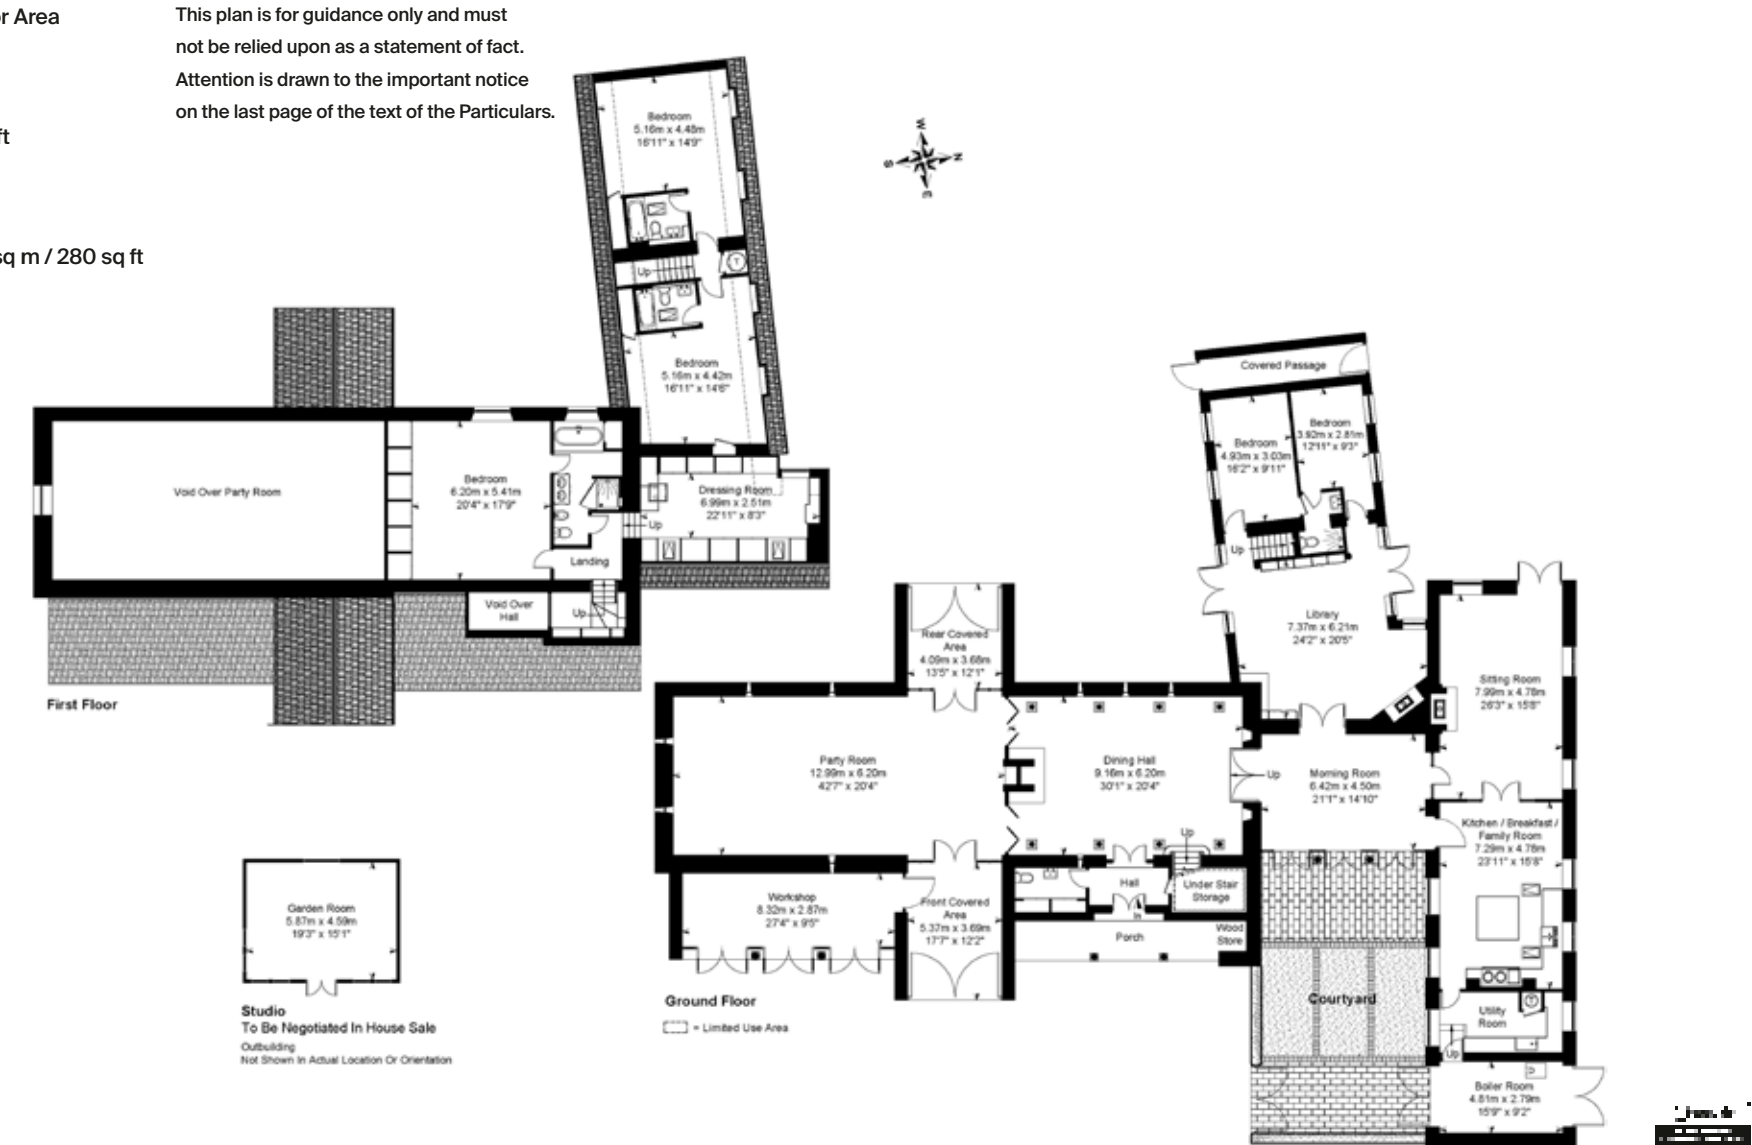 r Area
This plan is for guidance only and must
not be relied upon as a statement of fact.
Attention is drawn to the important notice
on the last page of the text of the Particulars.
ft
sq m / 280 sq ft
W
S
N
E
Bedroom
5.16m x 4.48m
16'11" x 14'9"
Up
T
Bedroom
5.16m x 4.42m
16'11" x 14'6"
Void Over Party Room
Bedroom
6.20m x 5.41m
20'4" x 17'9"
Dressing Room
6.99m x 2.51m
22'11" x 8'3"
Up
Landing
Void Over
Hall
Up
First Floor
Covered Passage
Bedroom
4.93m x 3.03m
16'2" x 9'11"
Bedroom
3.92m x 2.81m
12'11" x 9'3"
Up
Library
7.37m x 6.21m
24'2" x 20'5"
Rear Covered
Area
4.09m x 3.68m
13'5" x 12'1"
Sitting Room
7.99m x 4.78m
26'3" x 15'8"
Party Room
12.99m x 6.20m
42'7" x 20'4"
Dining Hall
9.16m x 6.20m
30'1" x 20'4"
Up
Morning Room
6.42m x 4.50m
21'1" x 14'10"
Kitchen / Breakfast /
Family Room
7.29m x 4.78m
23'11" x 15'8"
Up
Workshop
8.32m x 2.87m
27'4" x 9'5"
Front Covered
Area
5.37m x 3.69m
17'7" x 12'2"
Hall
Under Stair
Storage
In
Porch
Wood
Store
Courtyard
T
Utility
Room
Up
Boiler Room
4.81m x 2.79m
15'9" x 9'2"
Ground Floor
= Limited Use Area
Garden Room
5.87m x 4.59m
19'3" x 15'1"
Studio
To Be Negotiated In House Sale
Outbuilding
Not Shown In Actual Location Or Orientation